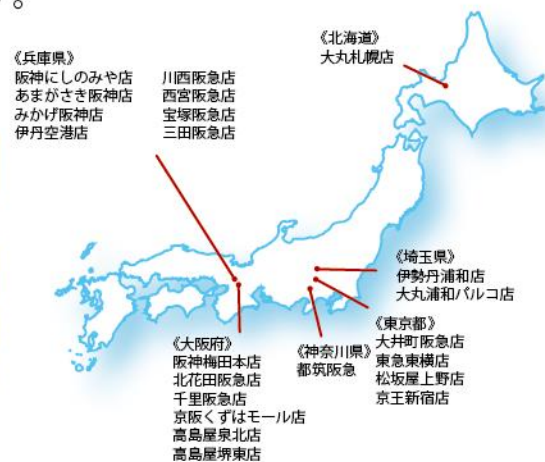 。
《兵庫県》
阪神にしのみや店 川西阪急店
あまがさき阪神店 西宮阪急店
みかげ阪神店 宝塚阪急店
伊丹空港店 三田阪急店
《北海道》
大丸札幌店
《埼玉県》
伊勢丹浦和店
大丸浦和パルコ店
《東京都》
大井町阪急店
東急東横店
松坂屋上野店
京王新宿店
《神奈川県》
都筑阪急
《大阪府》
阪神梅田本店
北花田阪急店
千里阪急店
京阪くずはモール店
高島屋泉北店
高島屋堺東店